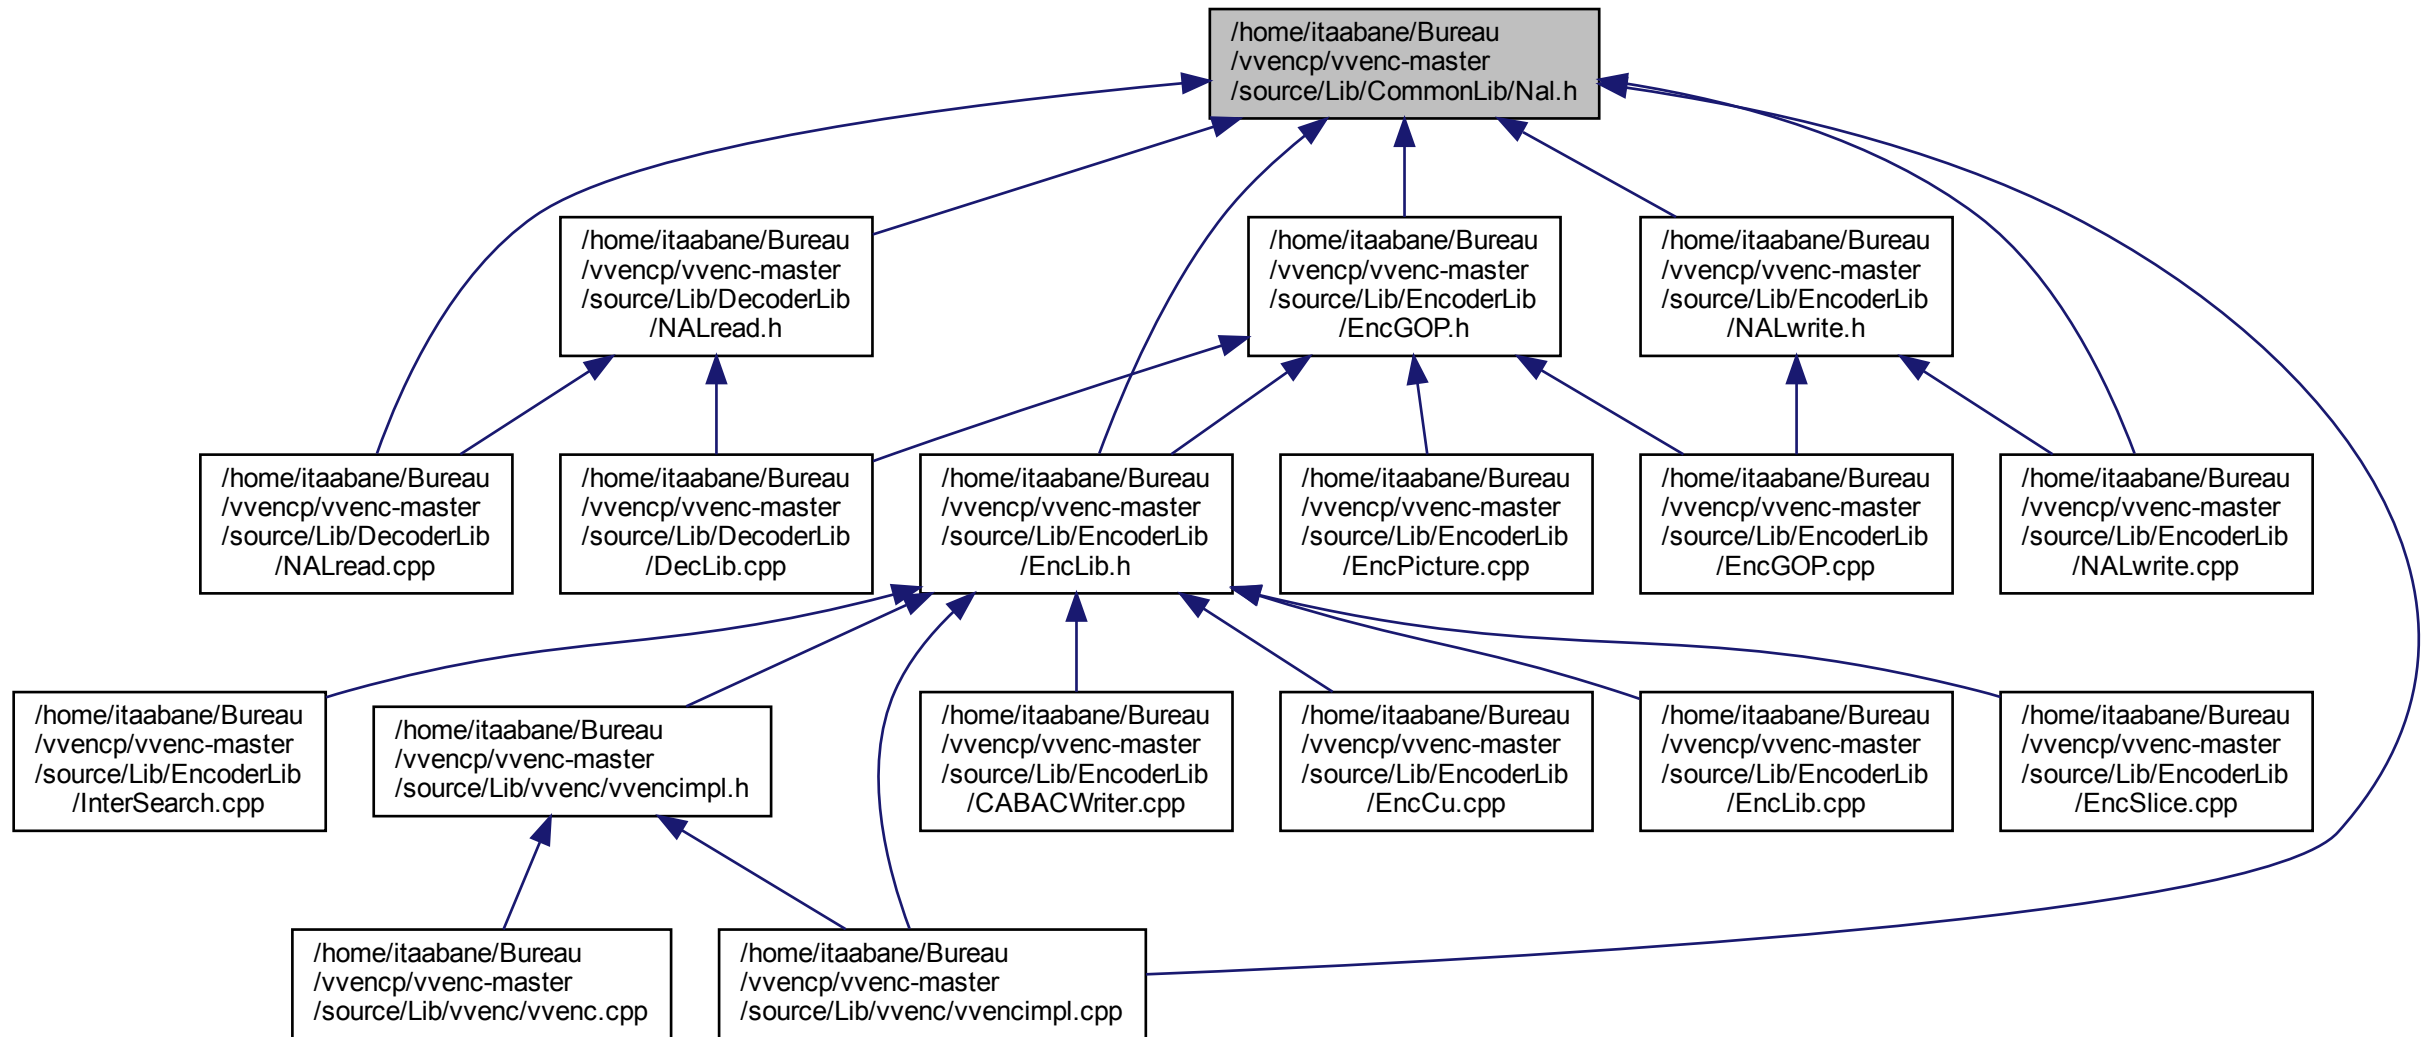 /home/itaabane/Bureau
/vvencp/vvenc-master
/source/Lib/CommonLib/Nal.h
/home/itaabane/Bureau
/vvencp/vvenc-master
/source/Lib/DecoderLib
/NALread.h
/home/itaabane/Bureau
/vvencp/vvenc-master
/source/Lib/EncoderLib
/EncGOP.h
/home/itaabane/Bureau
/vvencp/vvenc-master
/source/Lib/EncoderLib
/NALwrite.h
/home/itaabane/Bureau
/vvencp/vvenc-master
/source/Lib/DecoderLib
/NALread.cpp
/home/itaabane/Bureau
/vvencp/vvenc-master
/source/Lib/DecoderLib
/DecLib.cpp
/home/itaabane/Bureau
/vvencp/vvenc-master
/source/Lib/EncoderLib
/EncLib.h
/home/itaabane/Bureau
/vvencp/vvenc-master
/source/Lib/EncoderLib
/EncPicture.cpp
/home/itaabane/Bureau
/vvencp/vvenc-master
/source/Lib/EncoderLib
/EncGOP.cpp
/home/itaabane/Bureau
/vvencp/vvenc-master
/source/Lib/EncoderLib
/NALwrite.cpp
/home/itaabane/Bureau
/vvencp/vvenc-master
/source/Lib/EncoderLib
/InterSearch.cpp
/home/itaabane/Bureau
/vvencp/vvenc-master
/source/Lib/vvenc/vvencimpl.h
/home/itaabane/Bureau
/vvencp/vvenc-master
/source/Lib/EncoderLib
/CABACWriter.cpp
/home/itaabane/Bureau
/vvencp/vvenc-master
/source/Lib/EncoderLib
/EncCu.cpp
/home/itaabane/Bureau
/vvencp/vvenc-master
/source/Lib/EncoderLib
/EncLib.cpp
/home/itaabane/Bureau
/vvencp/vvenc-master
/source/Lib/EncoderLib
/EncSlice.cpp
/home/itaabane/Bureau
/vvencp/vvenc-master
/source/Lib/vvenc/vvenc.cpp
/home/itaabane/Bureau
/vvencp/vvenc-master
/source/Lib/vvenc/vvencimpl.cpp